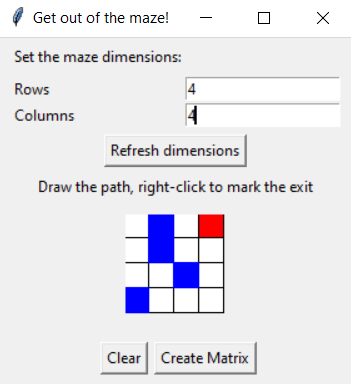 Get out of the maze!
Set the maze dimensions:
Rows 4
Columns 4
Refresh dimensions
Draw the path, right-click to mark the exit
Clear Create Matrix